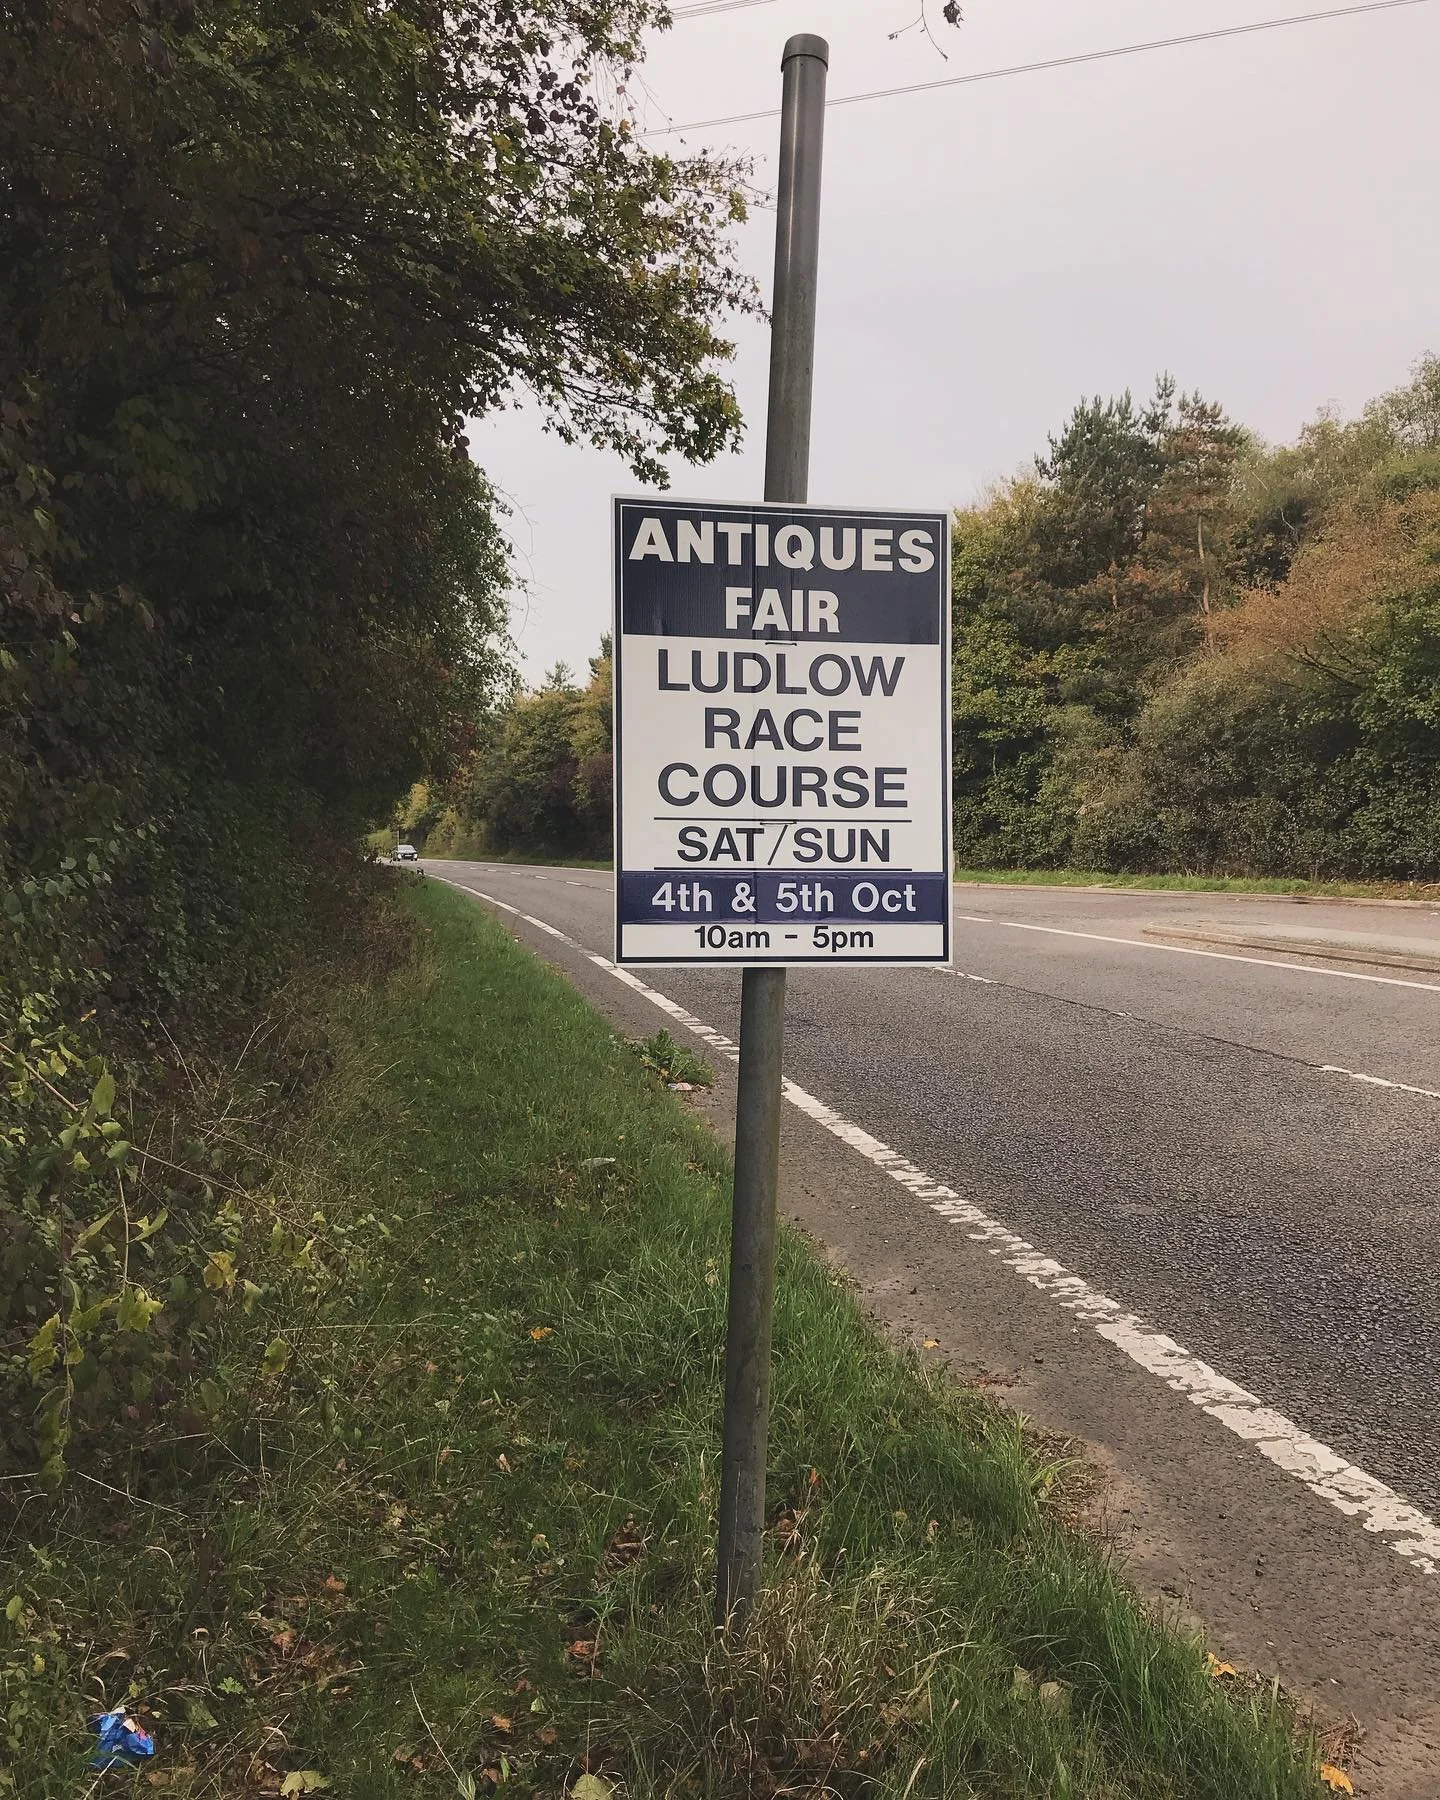 ANTIQUES
FAIR
LUDLOW
RACE
COURSE
SAT/SUN
4th & 5th Oct
10am - 5pm